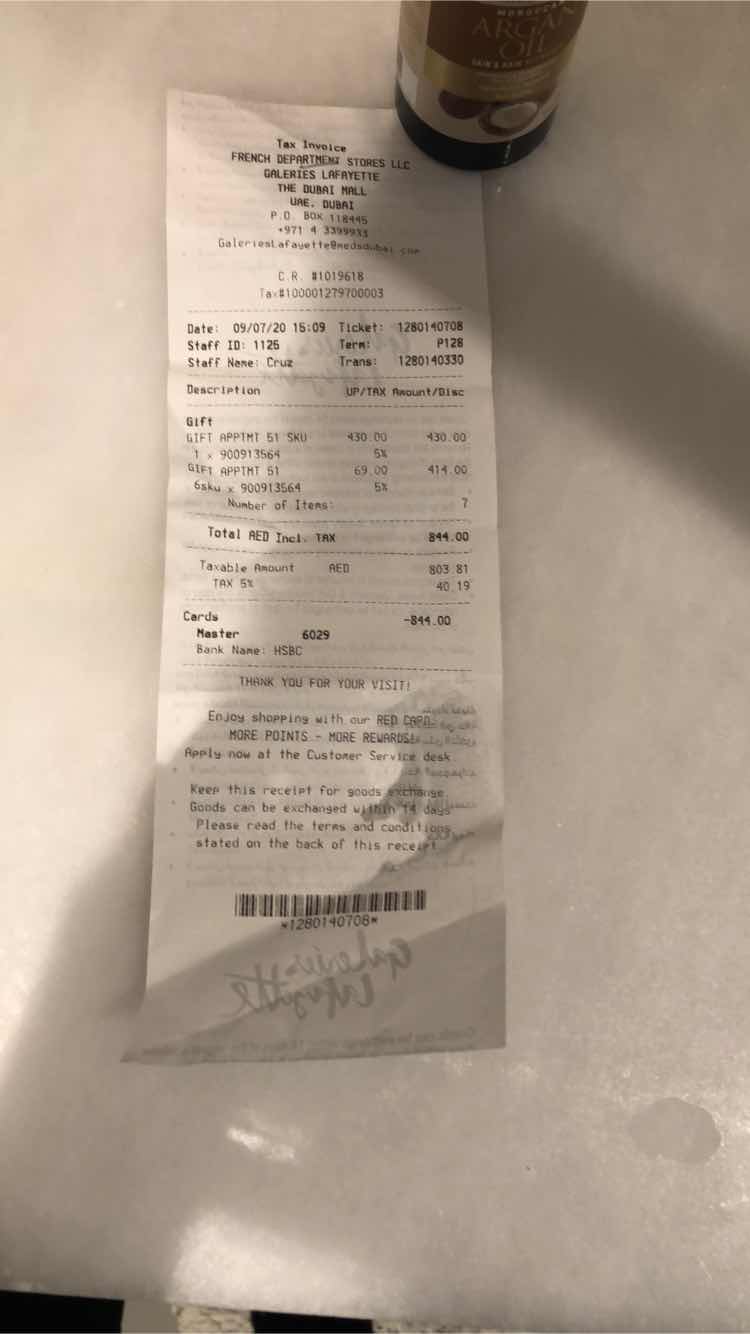 MOROCCAN
ARGAN
OIL
Tax Invoice
FRENCH DEPARTMENT STORES LLC
GALERIES LAFAYETTE
THE DUBAI MALL
UAE, DUBAI
P.O. BOX 118445
+971 4 3399933
GaleriesLafayette@medsdubai.com
C.R. #1019618
Tax#100001279700003
Date: 09/07/20 15:09 Ticket: 1280140708
Staff ID: 1125 Term: P128
Staff Name: Cruz Trans: 1280140330
Description UP/TAX Amount/Disc
Gift
GIFT APPTMT 51 SKU 430.00 430.00
1 x 900913564 5%
GIFT APPTMT 51 69.00 414.00
6sku x 900913564 5%
Number of Items: 7
Total AED Incl. TAX 844.00
Taxable Amount AED 803.81
TAX 5% 40.19
Cards -844.00
Master 6029
Bank Name: HSBC
THANK YOU FOR YOUR VISIT!
Enjoy shopping with our RED CARD.
MORE POINTS - MORE REWARDS!
Apply now at the Customer Service desk.
Keep this receipt for goods exchange.
Goods can be exchanged within 14 days
Please read the terms and conditions
stated on the back of this receipt.
*1280140708*
Galeries
Lafayette